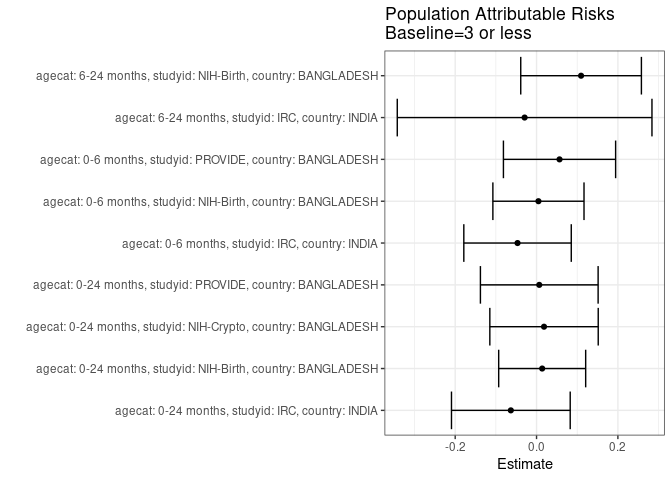 Population Attributable Risks
Baseline=3 or less
agecat: 6-24 months, studyid: NIH-Birth, country: BANGLADESH
agecat: 6-24 months, studyid: IRC, country: INDIA
agecat: 0-6 months, studyid: PROVIDE, country: BANGLADESH
agecat: 0-6 months, studyid: NIH-Birth, country: BANGLADESH
agecat: 0-6 months, studyid: IRC, country: INDIA
agecat: 0-24 months, studyid: PROVIDE, country: BANGLADESH
agecat: 0-24 months, studyid: NIH-Crypto, country: BANGLADESH
agecat: 0-24 months, studyid: NIH-Birth, country: BANGLADESH
agecat: 0-24 months, studyid: IRC, country: INDIA
-0.2 0.0 0.2
Estimate